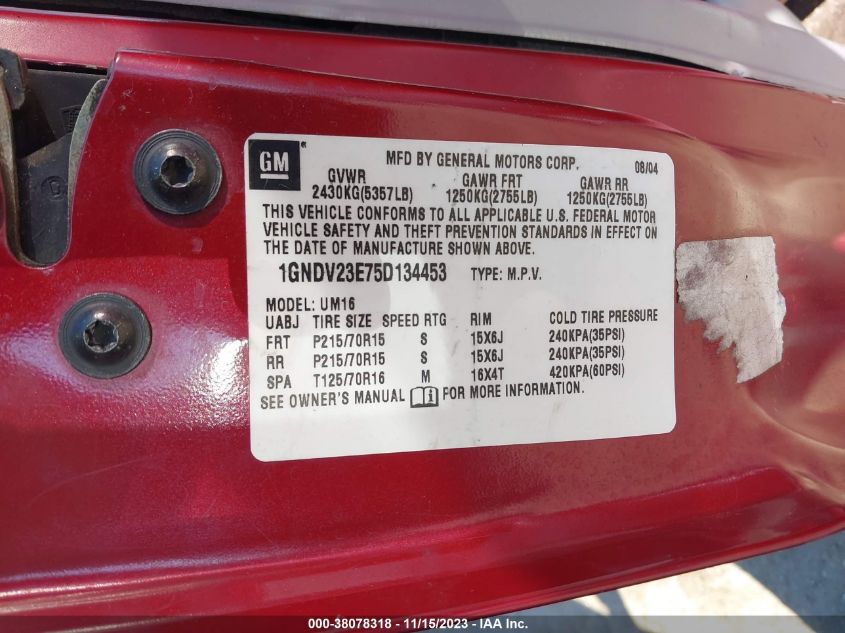 GM
MFD BY GENERAL MOTORS CORP. 08/04
GVWR GAWR FRT GAWR RR
2430KG(5357LB) 1250KG(2755LB) 1250KG(2755LB)
THIS VEHICLE CONFORMS TO ALL APPLICABLE U.S. FEDERAL MOTOR
VEHICLE SAFETY AND THEFT PREVENTION STANDARDS IN EFFECT ON
THE DATE OF MANUFACTURE SHOWN ABOVE.
1GNDV23E75D134453 TYPE: M.P.V.
MODEL: UM16
UABJ TIRE SIZE SPEED RTG RIM COLD TIRE PRESSURE
FRT P215/70R15 S 15X6J 240KPA(35PSI)
RR P215/70R15 S 15X6J 240KPA(35PSI)
SPA T125/70R16 M 16X4T 420KPA(60PSI)
SEE OWNER'S MANUAL i FOR MORE INFORMATION.
000-38078318 - 11/15/2023 - IAA Inc.